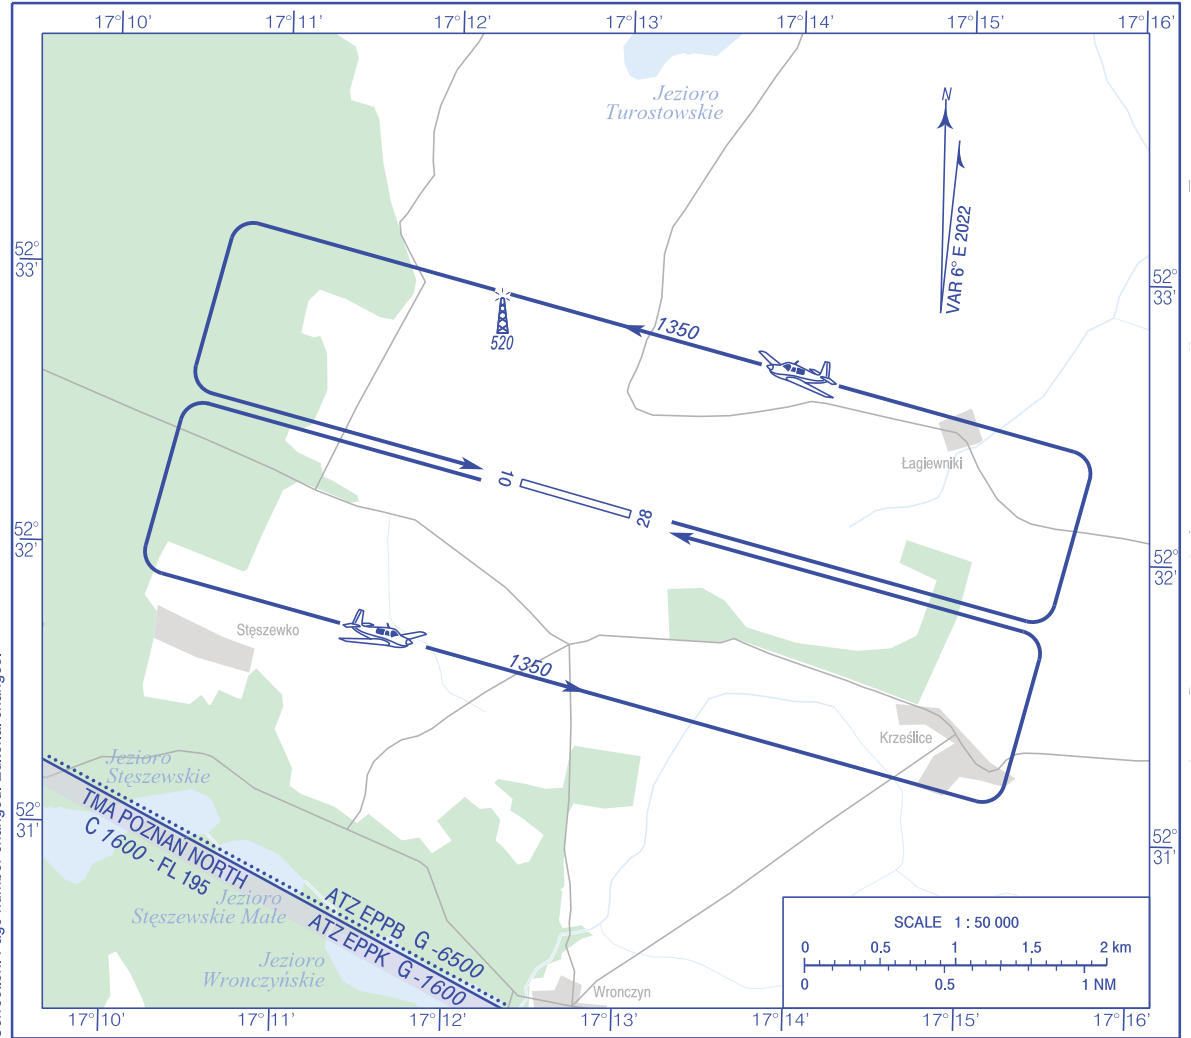 17°10' 17°11' 17°12' 17°13' 17°14' 17°15' 17°16'
Jezioro
Turostowskie
N
VAR 6° E 2022
52°
33'
52°
33'
1350
520
Łagiewniki
10
28
52°
32'
52°
32'
Stęszewko
1350
Krześlice
Jezioro
Stęszewskie
TMA POZNAN NORTH
C 1600 - FL 195
52°
31'
52°
31'
Jezioro
Stęszewskie Małe
ATZ EPPB G -6500
ATZ EPPK G -1600
Jezioro
Wronczyńskie
Wronczyn
SCALE 1 : 50 000
0 0.5 1 1.5 2 km
0 0.5 1 NM
17°10' 17°11' 17°12' 17°13' 17°14' 17°15' 17°16'